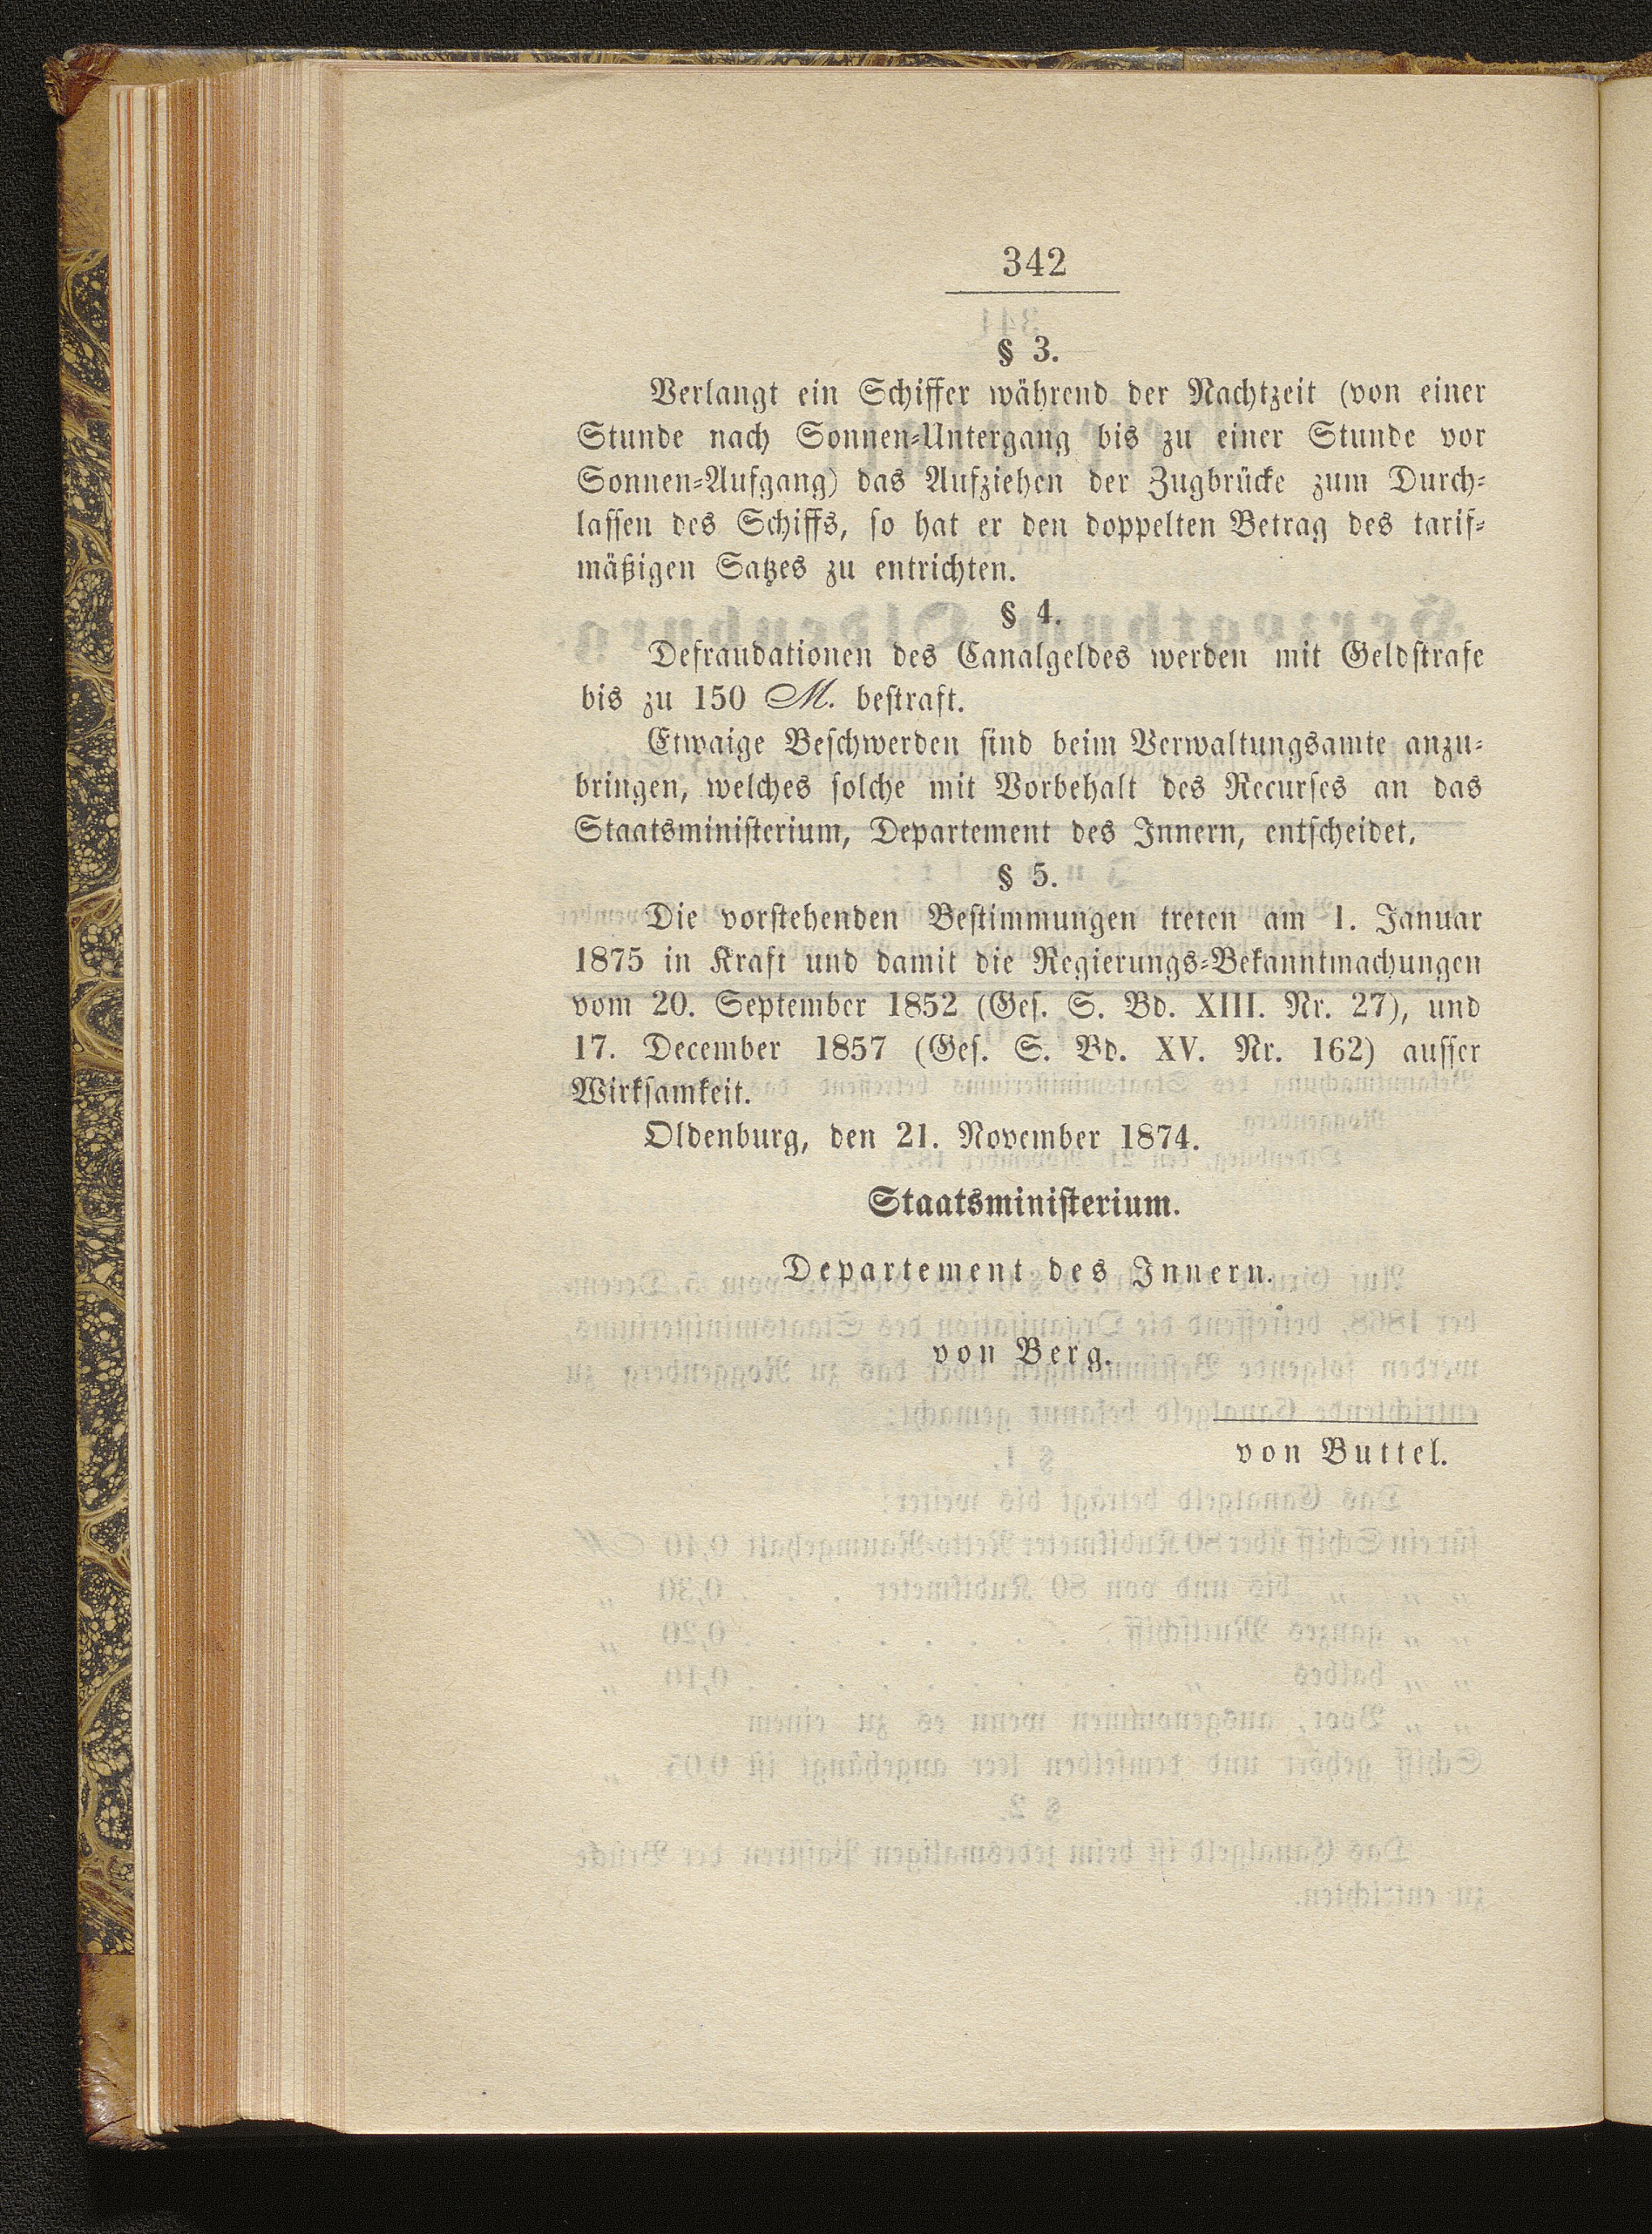 342
§ 3.
Verlangt ein Schiffer während der Nachtzeit (von einer
Stunde nach Sonnen-Untergang bis zu einer Stunde vor
Sonnen-Aufgang) das Aufziehen der Zugbrücke zum Durch-
lassen des Schiffs, so hat er den doppelten Betrag des tarif-
mäßigen Satzes zu entrichten.
§ 4.
Defraudationen des Canalgeldes werden mit Geldstrafe
bis zu 150 M. bestraft.
Etwaige Beschwerden sind beim Verwaltungsamte anzu-
bringen, welches solche mit Vorbehalt des Recurses an das
Staatsministerium, Departement des Innern, entscheidet.
§ 5.
Die vorstehenden Bestimmungen treten am 1. Januar
1875 in Kraft und damit die Regierungs-Bekanntmachungen
vom 20. September 1852 (Ges. S. Bd. XIII. Nr. 27), und
17. December 1857 (Ges. S. Bd. XV. Nr. 162) ausser
Wirksamkeit.
Oldenburg, den 21. November 1874.
Staatsministerium.
Departement des Innern.
von Berg.
von Buttel.